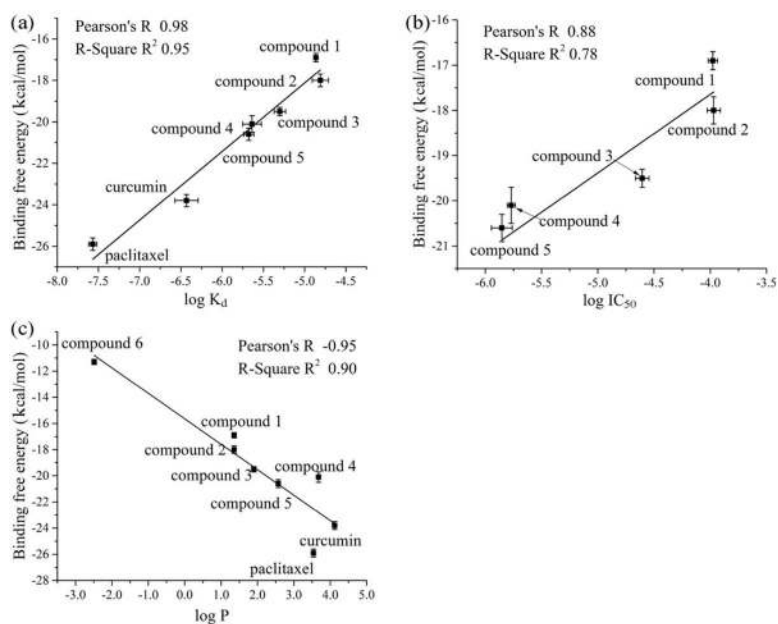 (a)
Pearson's R 0.98
R-Square R² 0.95
compound 1
compound 2
compound 4
compound 3
compound 5
curcumin
paclitaxel
Binding free energy (kcal/mol)
-16
-18
-20
-22
-24
-26
-8.0
-7.5
-7.0
-6.5
-6.0
-5.5
-5.0
-4.5
log Kd
(b)
Pearson's R 0.88
R-Square R² 0.78
compound 1
compound 2
compound 3
compound 4
compound 5
Binding free energy (kcal/mol)
-16
-17
-18
-19
-20
-21
-6.0
-5.5
-5.0
-4.5
-4.0
-3.5
log IC50
(c)
compound 6
Pearson's R -0.95
R-Square R² 0.90
compound 1
compound 2
compound 4
compound 3
compound 5
curcumin
paclitaxel
Binding free energy (kcal/mol)
-10
-12
-14
-16
-18
-20
-22
-24
-26
-28
-3.0
-2.0
-1.0
0.0
1.0
2.0
3.0
4.0
5.0
log P